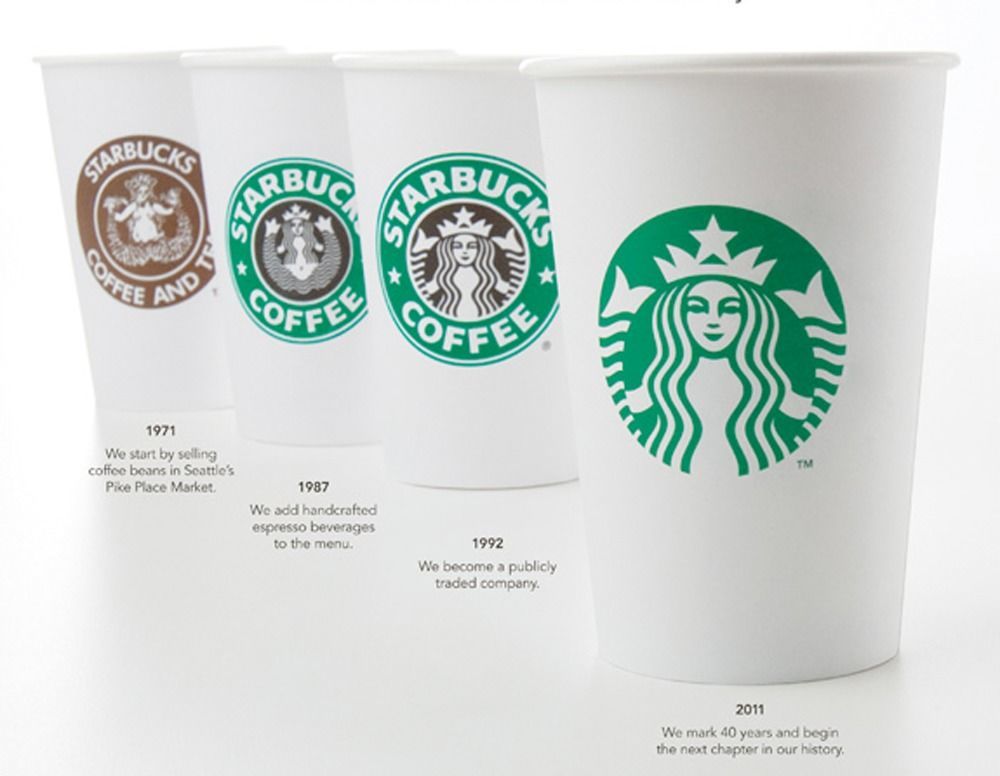 STARBUCKS
COFFEE AND
TM
STARBUCK
COFFEE
STARBUCKS
COFFEE
®
TM
1971
We start by selling
coffee beans in Seattle's
Pike Place Market.
1987
We add handcrafted
espresso beverages
to the menu.
1992
We become a publicly
traded company.
2011
We mark 40 years and begin
the next chapter in our history.